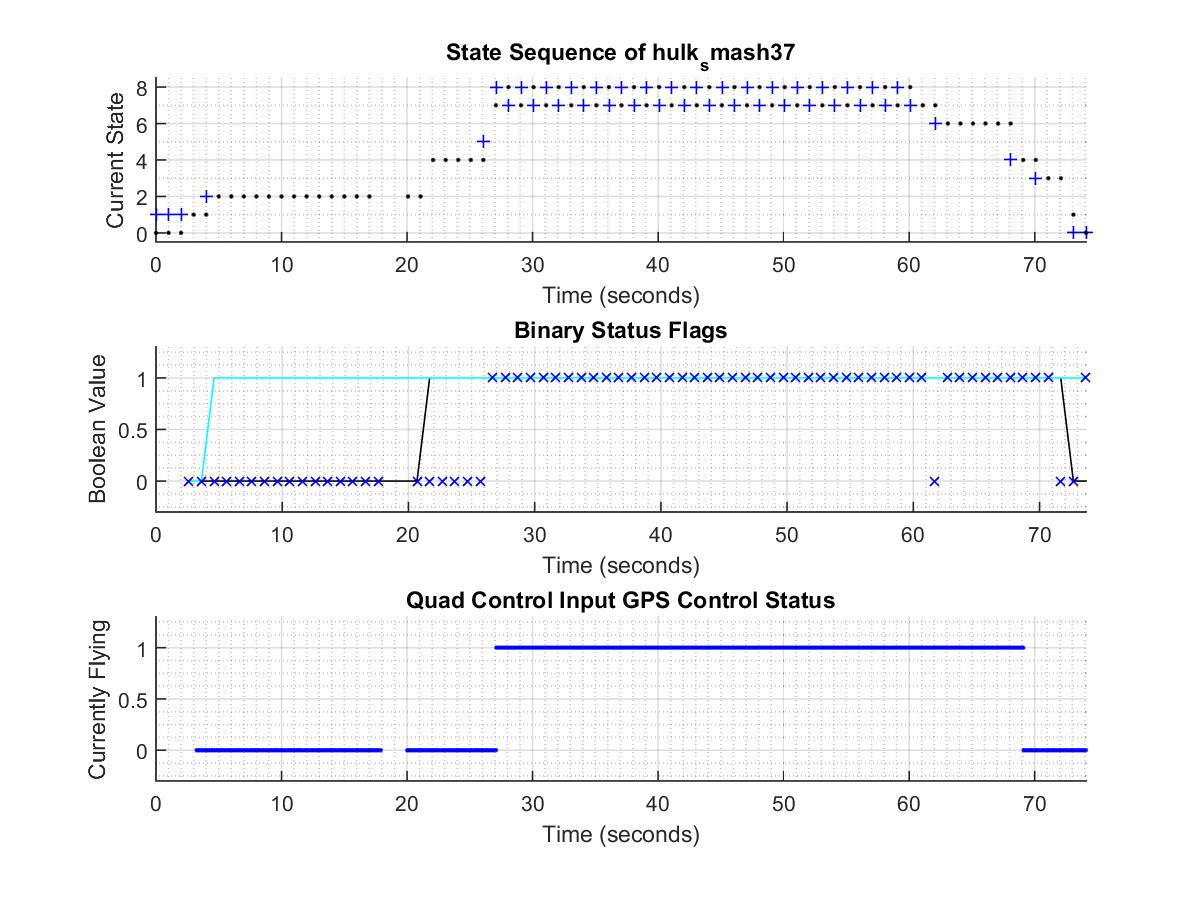 State Sequence of hulksmash37
8
6
4
2
0
Current State
0 10 20 30 40 50 60 70
Time (seconds)
Binary Status Flags
1
0.5
0
Boolean Value
0 10 20 30 40 50 60 70
Time (seconds)
Quad Control Input GPS Control Status
1
0.5
0
Currently Flying
0 10 20 30 40 50 60 70
Time (seconds)